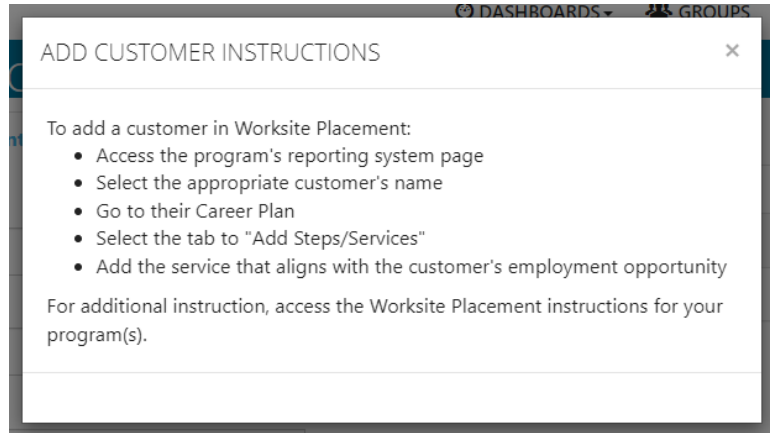 DASHBOARDS GROUPS
ADD CUSTOMER INSTRUCTIONS ×
To add a customer in Worksite Placement:
• Access the program's reporting system page
• Select the appropriate customer's name
• Go to their Career Plan
• Select the tab to "Add Steps/Services"
• Add the service that aligns with the customer's employment opportunity
For additional instruction, access the Worksite Placement instructions for your
program(s).